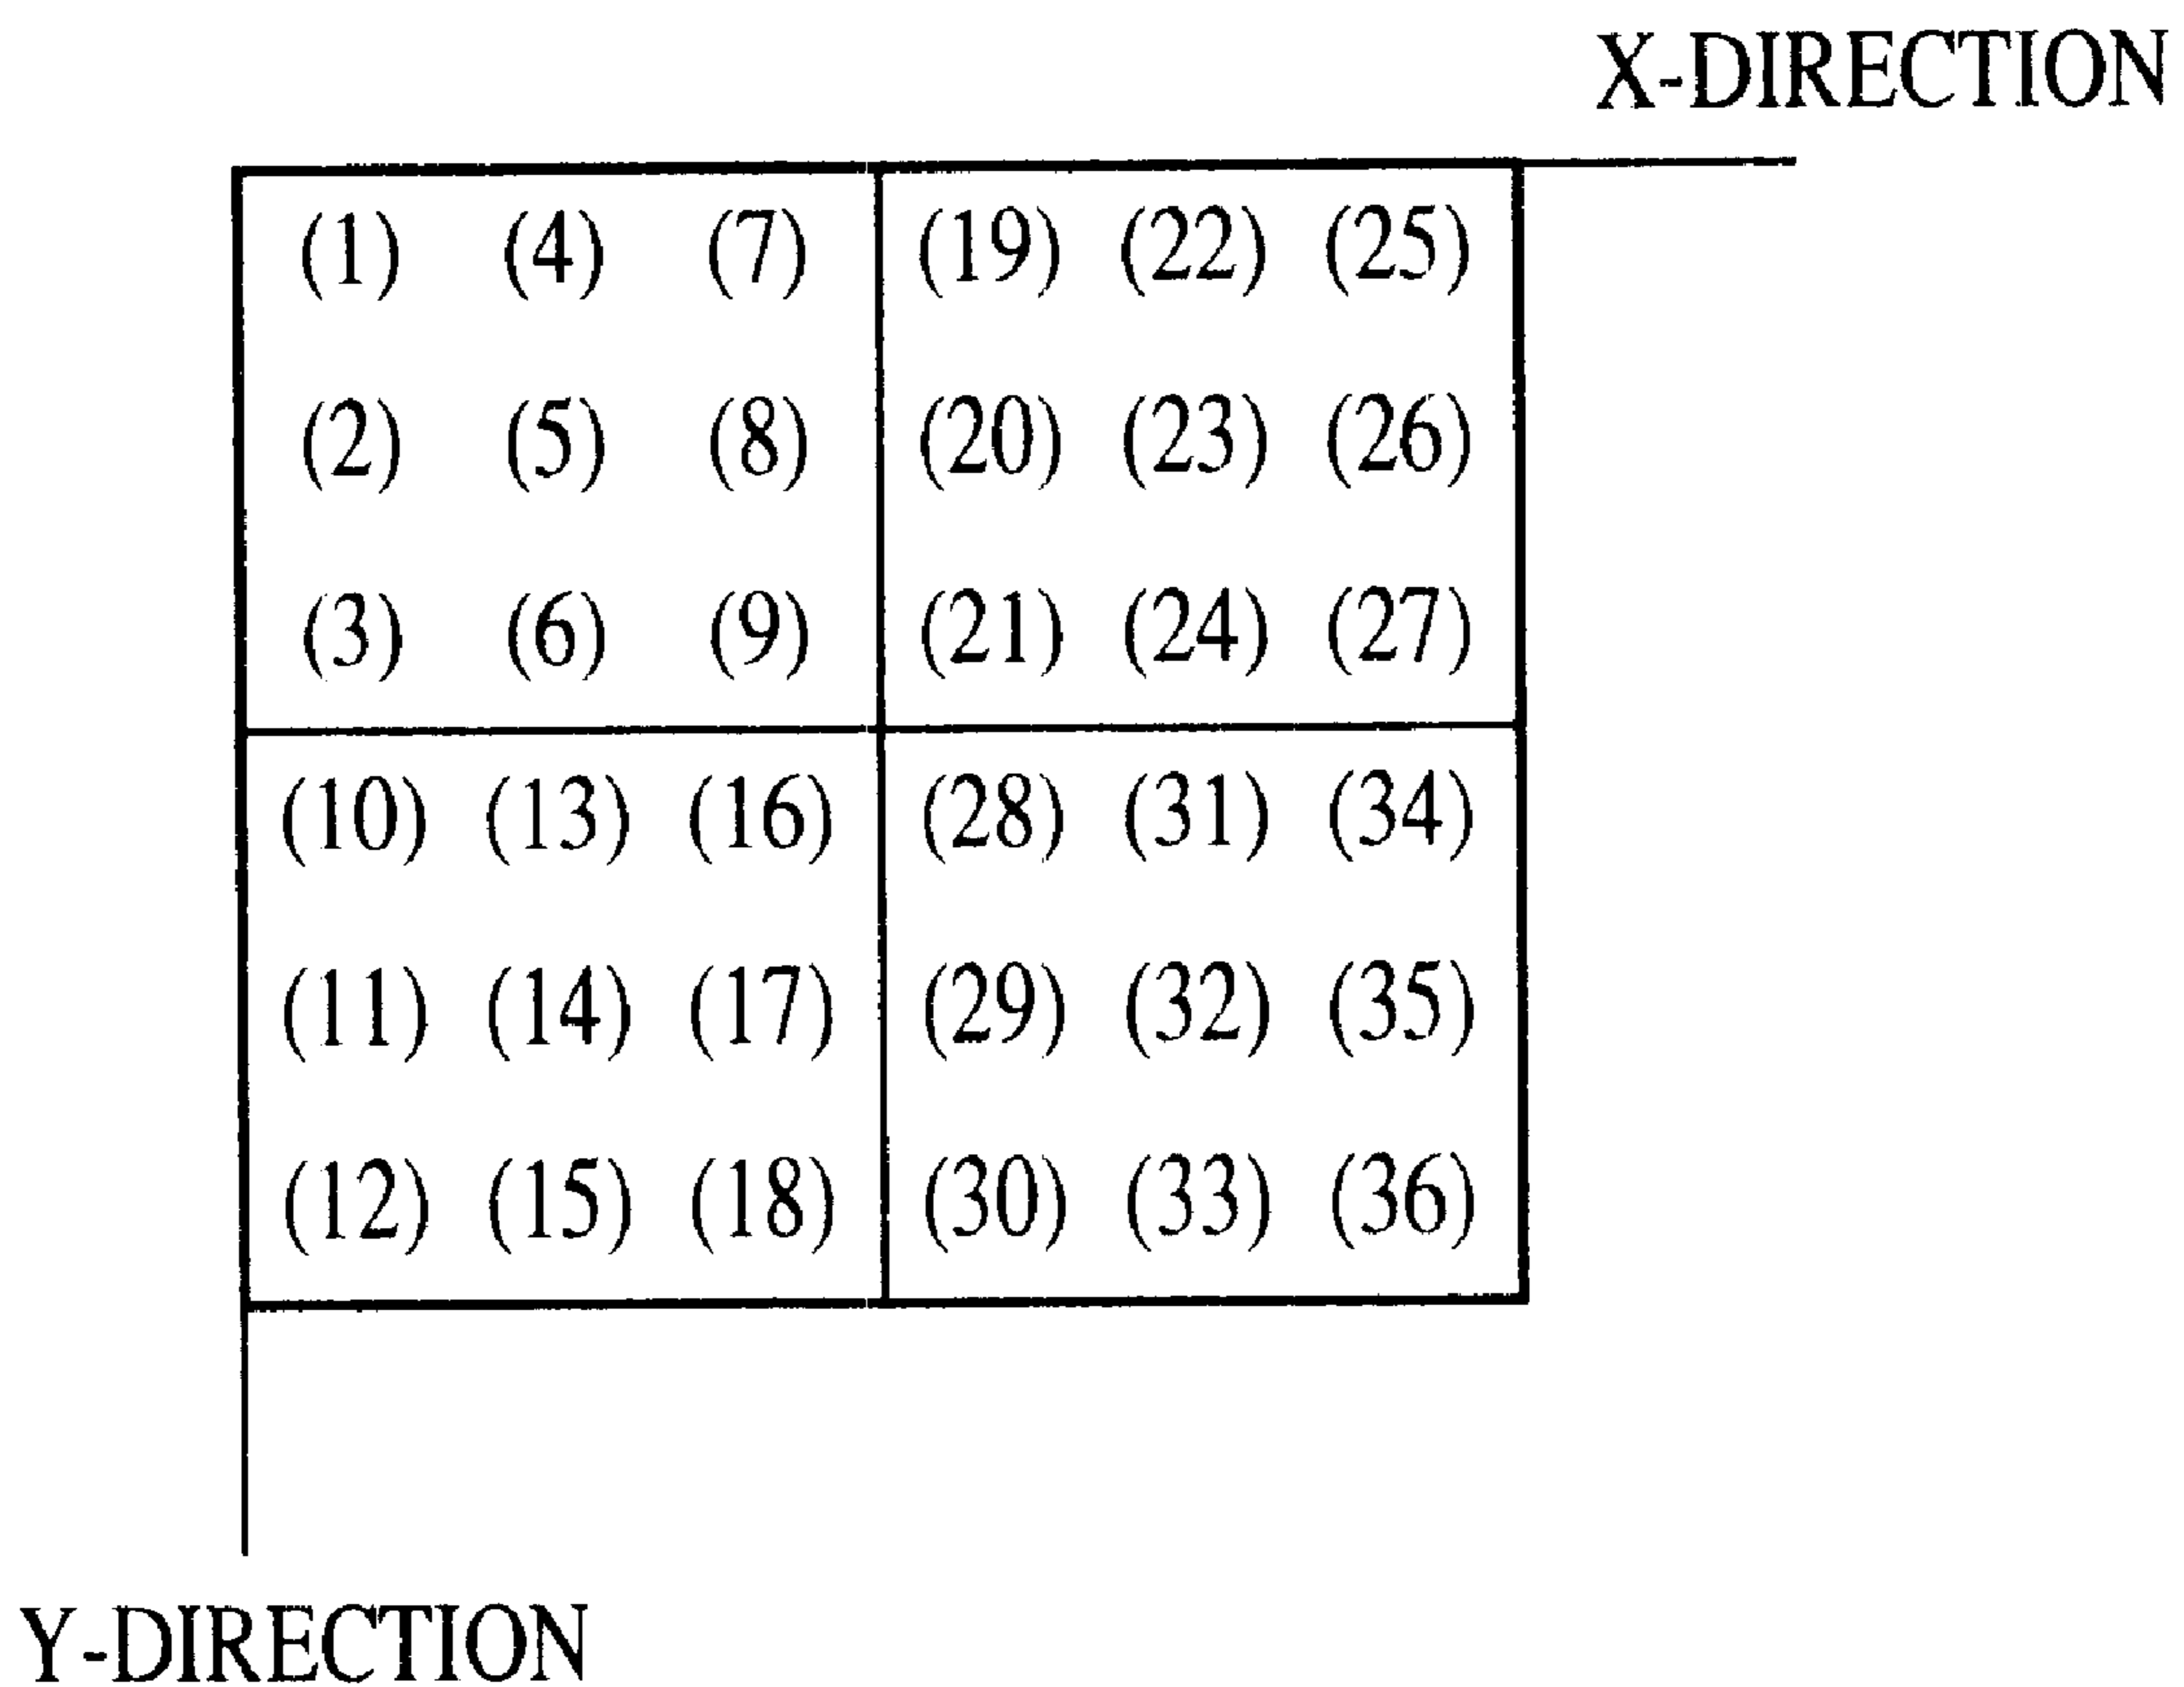 X-DIRECTION
(1) (4) (7) (19) (22) (25)
(2) (5) (8) (20) (23) (26)
(3) (6) (9) (21) (24) (27)
(10) (13) (16) (28) (31) (34)
(11) (14) (17) (29) (32) (35)
(12) (15) (18) (30) (33) (36)
Y-DIRECTION